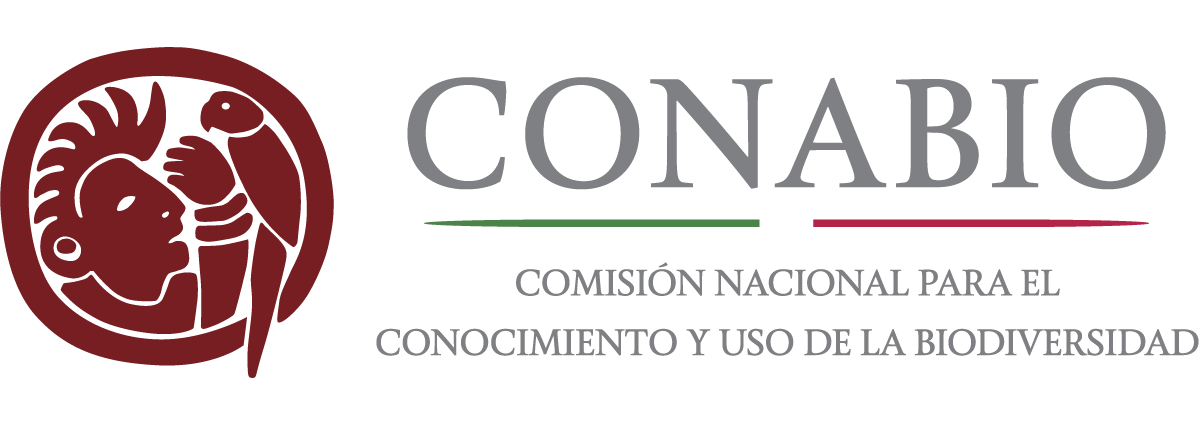 CONABIO
COMISIÓN NACIONAL PARA EL
CONOCIMIENTO Y USO DE LA BIODIVERSIDAD